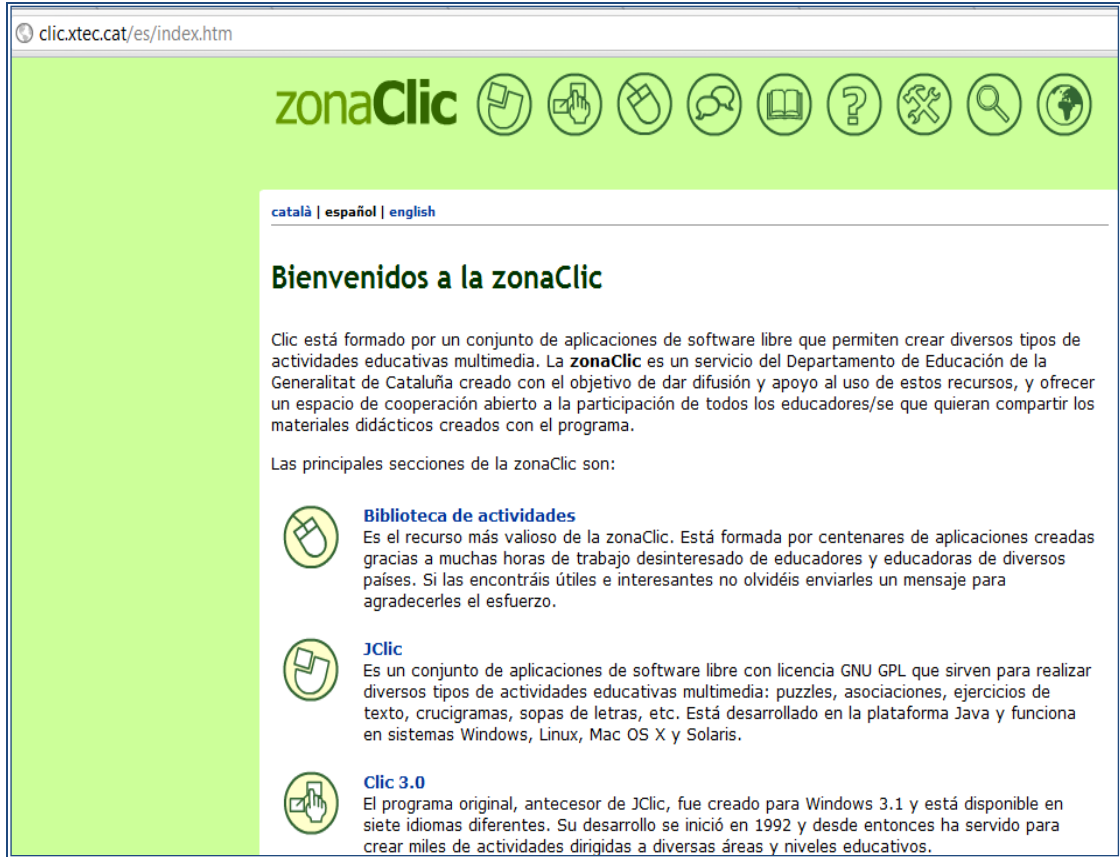 clic.xtec.cat/es/index.htm
zonaClic
català | español | english
Bienvenidos a la zonaClic
Clic está formado por un conjunto de aplicaciones de software libre que permiten crear diversos tipos de
actividades educativas multimedia. La zonaClic es un servicio del Departamento de Educación de la
Generalitat de Cataluña creado con el objetivo de dar difusión y apoyo al uso de estos recursos, y ofrecer
un espacio de cooperación abierto a la participación de todos los educadores/se que quieran compartir los
materiales didácticos creados con el programa.
Las principales secciones de la zonaClic son:
Biblioteca de actividades
Es el recurso más valioso de la zonaClic. Está formada por centenares de aplicaciones creadas
gracias a muchas horas de trabajo desinteresado de educadores y educadoras de diversos
países. Si las encontráis útiles e interesantes no olvidéis enviarles un mensaje para
agradecerles el esfuerzo.
JClic
Es un conjunto de aplicaciones de software libre con licencia GNU GPL que sirven para realizar
diversos tipos de actividades educativas multimedia: puzzles, asociaciones, ejercicios de
texto, crucigramas, sopas de letras, etc. Está desarrollado en la plataforma Java y funciona
en sistemas Windows, Linux, Mac OS X y Solaris.
Clic 3.0
El programa original, antecesor de JClic, fue creado para Windows 3.1 y está disponible en
siete idiomas diferentes. Su desarrollo se inició en 1992 y desde entonces ha servido para
crear miles de actividades dirigidas a diversas áreas y niveles educativos.